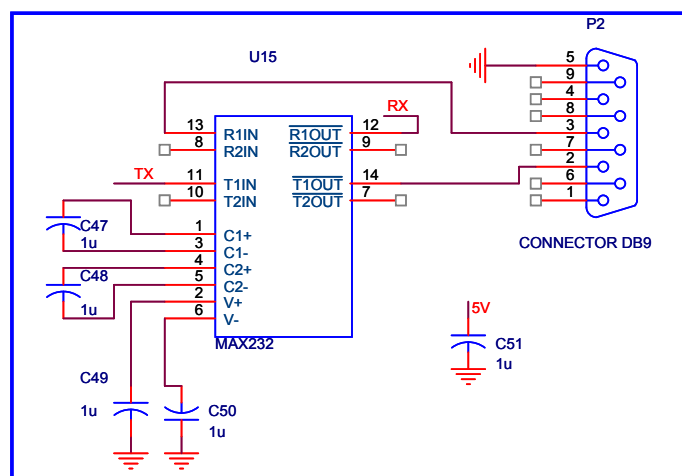 P2
U15
5
9
4
8
3
7
2
6
1
CONNECTOR DB9
RX
13 R1IN R1OUT 12
8 R2IN R2OUT 9
TX 11 T1IN T1OUT 14
10 T2IN T2OUT 7
1 C1+
3 C1-
4 C2+
5 C2-
2 V+
6 V-
MAX232
C47
1u
C48
1u
C49
1u
C50
1u
5V
C51
1u